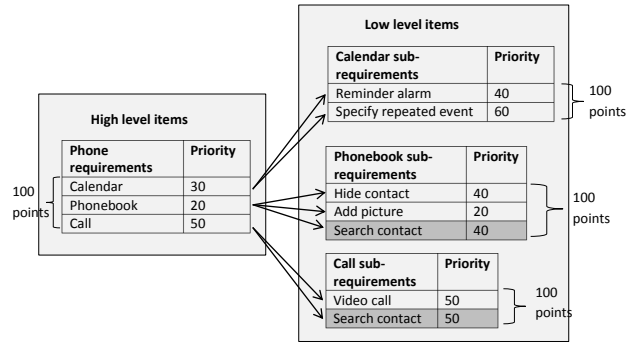 Low level items
Calendar sub-
requirements
Priority
Reminder alarm 40
Specify repeated event 60
100
points
High level items
Phone
requirements
Priority
Calendar 30
Phonebook 20
Call 50
100
points
Phonebook sub-
requirements
Priority
Hide contact 40
Add picture 20
Search contact 40
100
points
Call sub-
requirements
Priority
Video call 50
Search contact 50
100
points